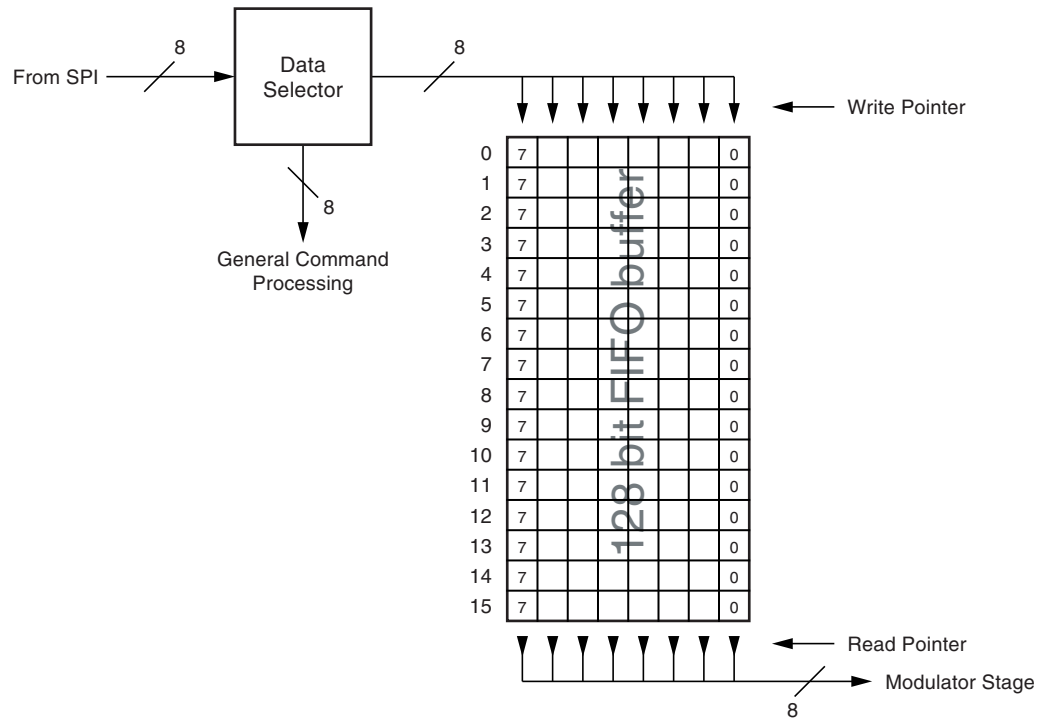 8
8
From SPI
Data
Selector
Write Pointer
8
General Command
Processing
0 7 0
1 7 0
2 7 0
3 7 0
4 7 0
5 7 0
6 7 0
7 7 0
8 7 0
9 7 0
10 7 0
11 7 0
12 7 0
13 7 0
14 7 0
15 7 0
128 bit FIFO buffer
Read Pointer
Modulator Stage
8